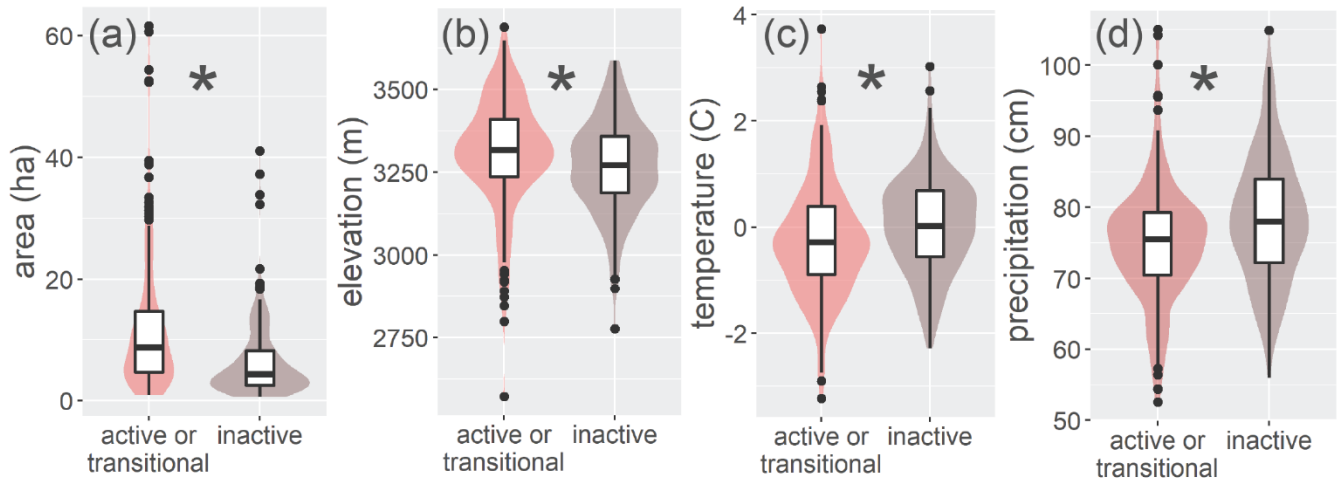 (a)
*
area (ha)
60
40
20
0
active or
transitional
inactive
(b)
*
elevation (m)
3500
3250
3000
2750
active or
transitional
inactive
(c)
*
temperature (C)
4
2
0
-2
active or
transitional
inactive
(d)
*
precipitation (cm)
100
90
80
70
60
50
active or
transitional
inactive